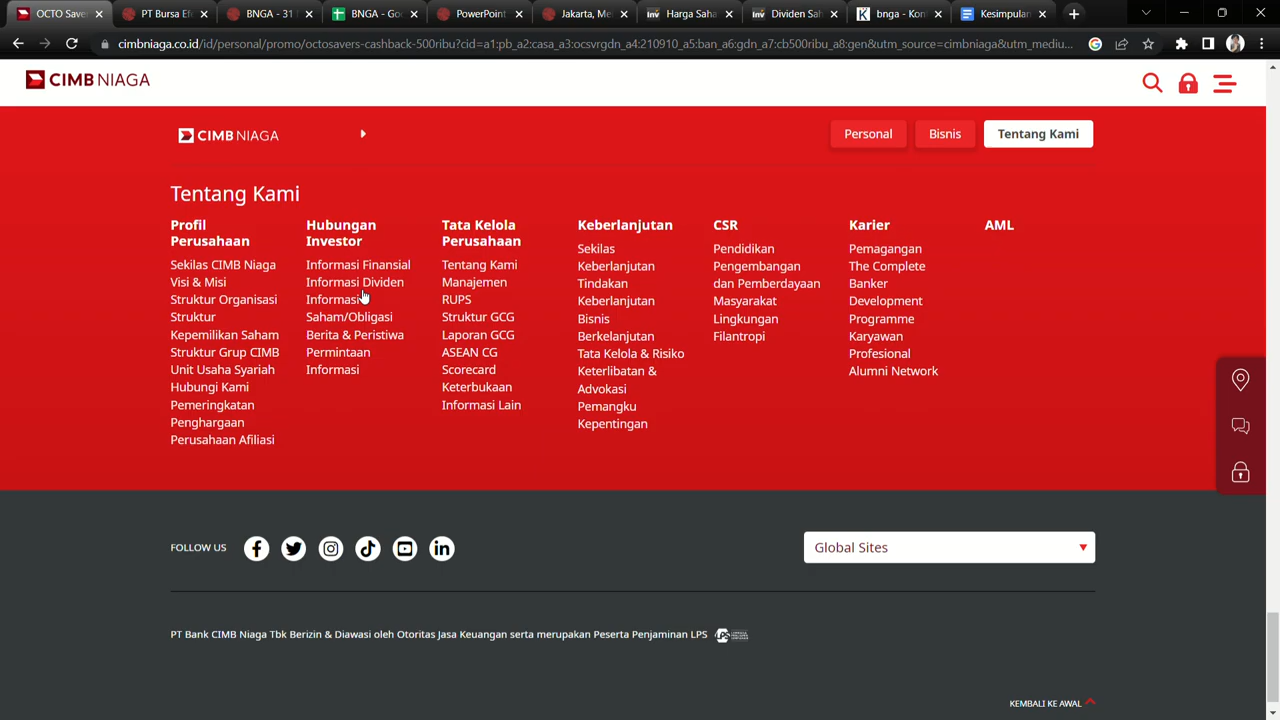 OCTO Save
PT Bursa Efe
BNGA - 31
BNGA - Goo
PowerPoint
Jakarta, Me
Harga Saha
Dividen Sah
bnga - Kon
Kesimpulan
cimbniaga.co.id/id/personal/promo/octosavers-cashback-500ribu?cid=a1:pb_a2:casa_a3:ocsvrgdn_a4:210910_a5:ban_a6:gdn_a7:cb500ribu_a8:gen&utm_source=cimbniaga&utm_mediu...
CIMB NIAGA
CIMB NIAGA
Personal
Bisnis
Tentang Kami
Tentang Kami
Profil
Perusahaan
Sekilas CIMB Niaga
Visi & Misi
Struktur Organisasi
Struktur
Kepemilikan Saham
Struktur Grup CIMB
Unit Usaha Syariah
Hubungi Kami
Pemeringkatan
Penghargaan
Perusahaan Afiliasi
Hubungan
Investor
Informasi Finansial
Informasi Dividen
Informasi
Saham/Obligasi
Berita & Peristiwa
Permintaan
Informasi
Tata Kelola
Perusahaan
Tentang Kami
Manajemen
RUPS
Struktur GCG
Laporan GCG
ASEAN CG
Scorecard
Keterbukaan
Informasi Lain
Keberlanjutan
Sekilas
Keberlanjutan
Tindakan
Keberlanjutan
Bisnis
Berkelanjutan
Tata Kelola & Risiko
Keterlibatan &
Advokasi
Pemangku
Kepentingan
CSR
Pendidikan
Pengembangan
dan Pemberdayaan
Masyarakat
Lingkungan
Filantropi
Karier
Pemagangan
The Complete
Banker
Development
Programme
Karyawan
Profesional
Alumni Network
AML
FOLLOW US
Global Sites
PT Bank CIMB Niaga Tbk Berizin & Diawasi oleh Otoritas Jasa Keuangan serta merupakan Peserta Penjaminan LPS
LPS
KEMBALI KE AWAL